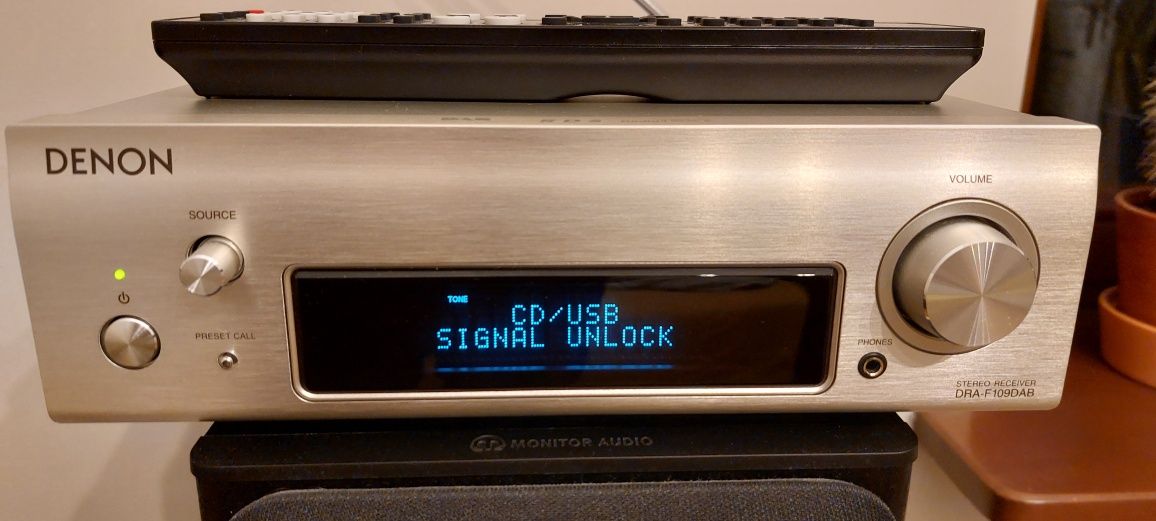 DENON
VOLUME
SOURCE
TONE
CD/USB
SIGNAL UNLOCK
PRESET CALL
PHONES
STEREO RECEIVER
DRA-F109DAB
MONITOR AUDIO